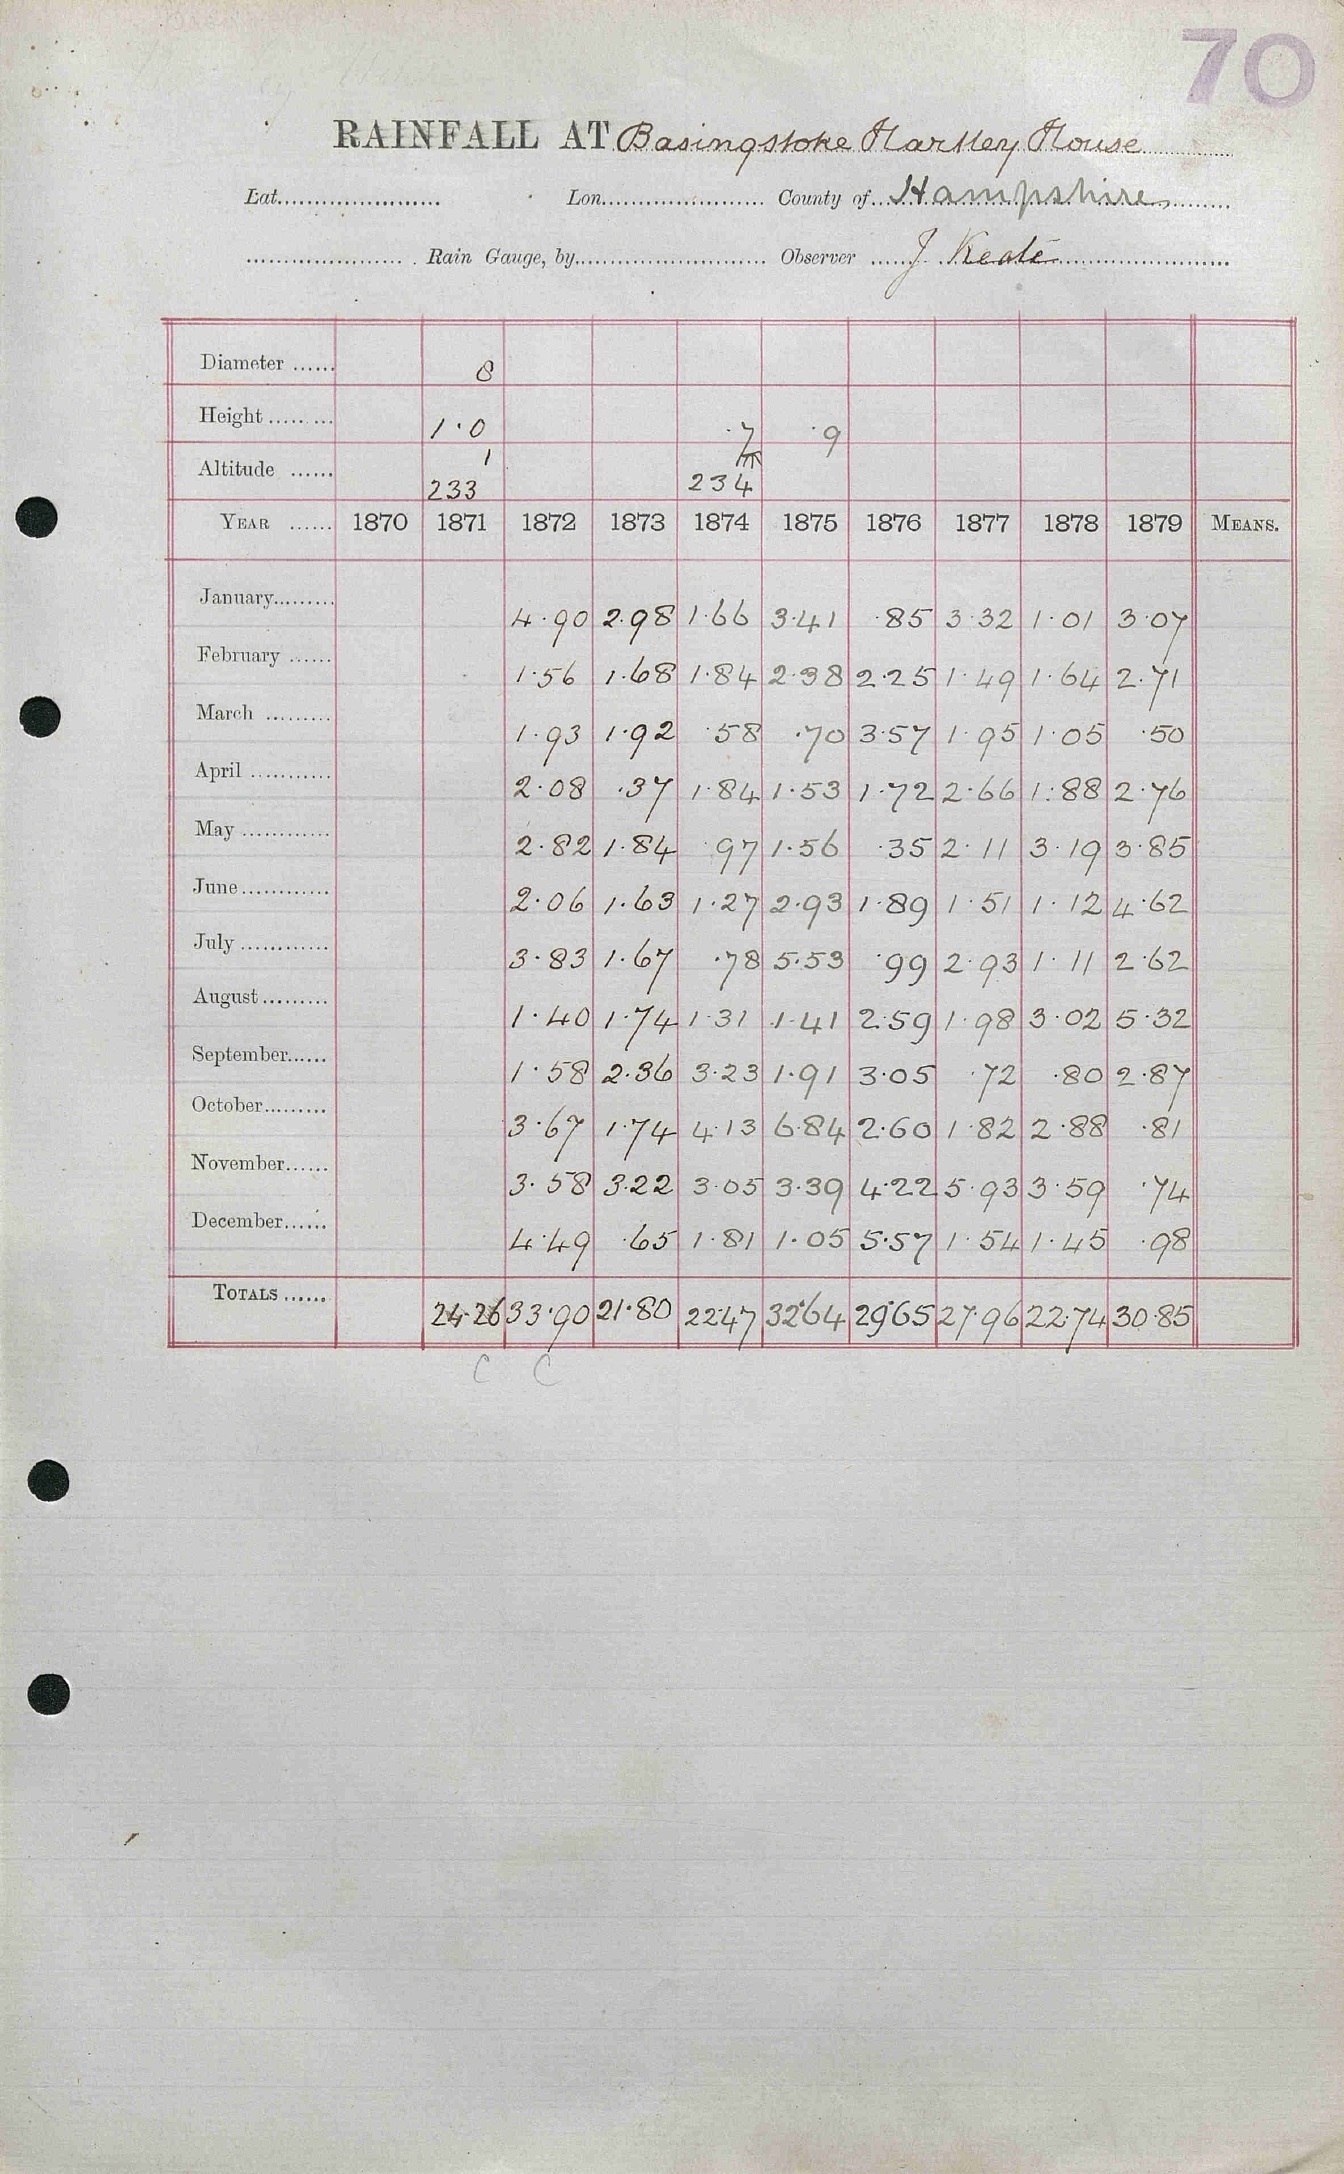 70
RAINFALL AT Basingstoke Hartley House
Lat. Lon. County of Hampshire
Rain Gauge, by Observer J Keate
Diameter 8
Height 1·0 ·7 ·9
Altitude 233 234
YEAR 1870 1871 1872 1873 1874 1875 1876 1877 1878 1879 MEANS.
January 4·90 2·98 1·66 3·41 ·85 3·32 1·01 3·07
February 1·56 1·68 1·84 2·38 2·25 1·49 1·64 2·71
March 1·93 1·92 ·58 ·70 3·57 1·95 1·05 ·50
April 2·08 ·37 1·84 1·53 1·72 2·66 1·88 2·76
May 2·82 1·84 ·97 1·56 ·35 2·11 3·19 3·85
June 2·06 1·63 1·27 2·93 1·89 1·51 1·12 4·62
July 3·83 1·67 ·78 5·53 ·99 2·93 1·11 2·62
August 1·40 1·74 1·31 1·41 2·59 1·98 3·02 5·32
September 1·58 2·36 3·23 1·91 3·05 ·72 ·80 2·87
October 3·67 1·74 4·13 6·84 2·60 1·82 2·88 ·81
November 3·58 3·22 3·05 3·39 4·22 5·93 3·59 ·74
December 4·49 ·65 1·81 1·05 5·57 1·54 1·45 ·98
TOTALS 24·26 33·90 21·80 22·47 32·64 29·65 27·96 22·74 30·85
C C